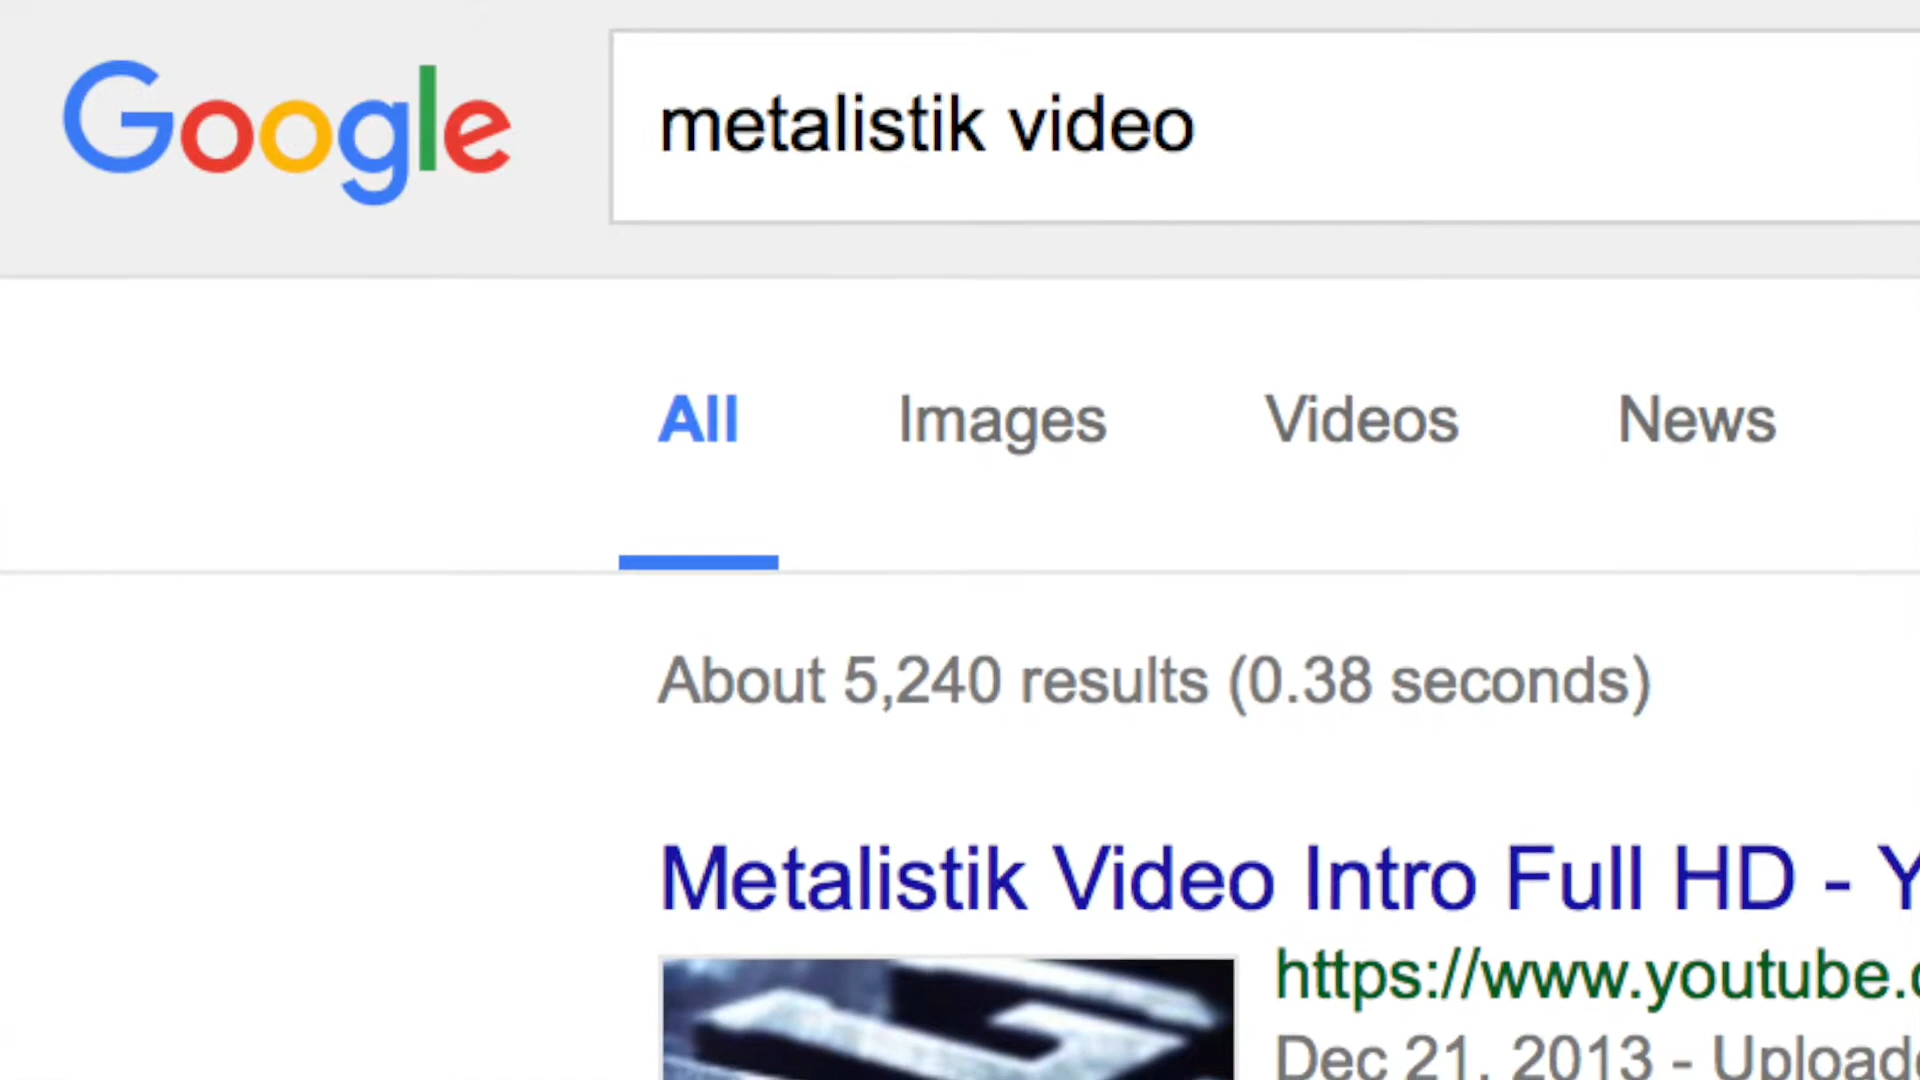 Google
metalistik video
All Images Videos News
About 5,240 results (0.38 seconds)
Metalistik Video Intro Full HD - Y
https://www.youtube.
Dec 21, 2013 - Upload